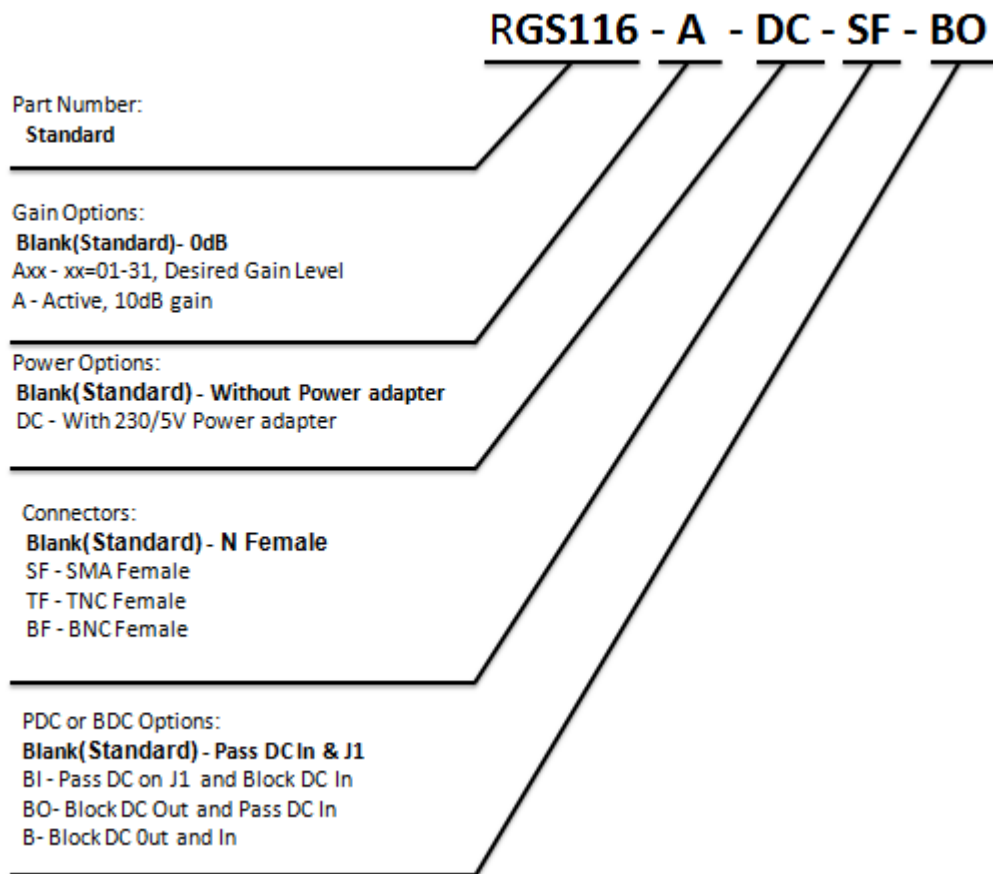 RGS116 - A - DC - SF - BO
Part Number:
Standard
Gain Options:
Blank(Standard)- 0dB
Axx - xx=01-31, Desired Gain Level
A - Active, 10dB gain
Power Options:
Blank(Standard) - Without Power adapter
DC - With 230/5V Power adapter
Connectors:
Blank(Standard) - N Female
SF - SMA Female
TF - TNC Female
BF - BNC Female
PDC or BDC Options:
Blank(Standard) - Pass DC In & J1
BI - Pass DC on J1 and Block DC In
BO- Block DC Out and Pass DC In
B- Block DC Out and In